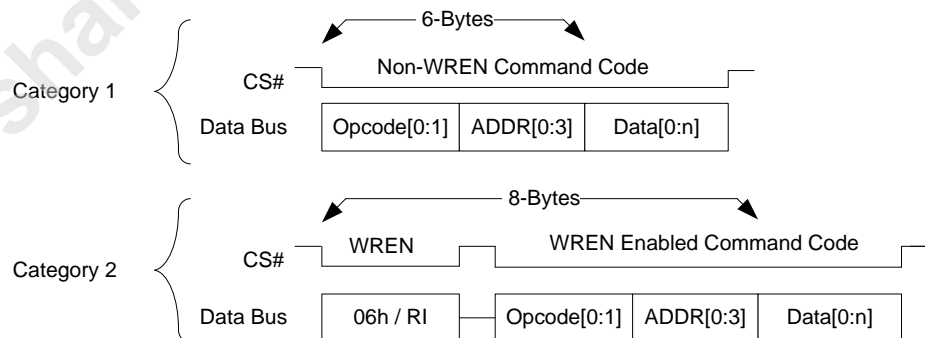 6-Bytes
Non-WREN Command Code
Category 1
CS#
Data Bus
Opcode[0:1] ADDR[0:3] Data[0:n]
8-Bytes
WREN WREN Enabled Command Code
Category 2
CS#
Data Bus
06h / RI Opcode[0:1] ADDR[0:3] Data[0:n]